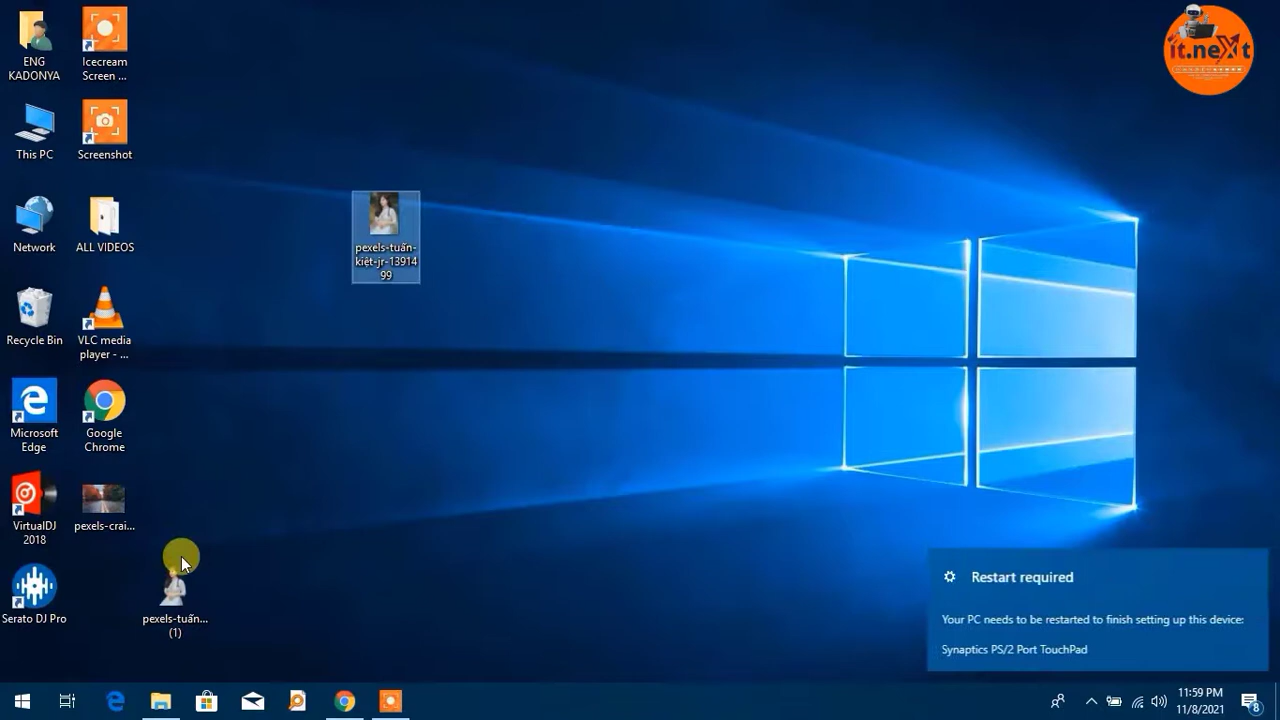 ENG
KADONYA
Icecream
Screen ...
This PC
Screenshot
Network
ALL VIDEOS
Recycle Bin
VLC media
player - ...
Microsoft
Edge
Google
Chrome
VirtualDJ
2018
pexels-crai...
Serato DJ Pro
pexels-tuấn...
(1)
pexels-tuấn-
kiệt-jr-13914
99
it.neXt
Restart required
Your PC needs to be restarted to finish setting up this device:
Synaptics PS/2 Port TouchPad
11:59 PM
11/8/2021
8